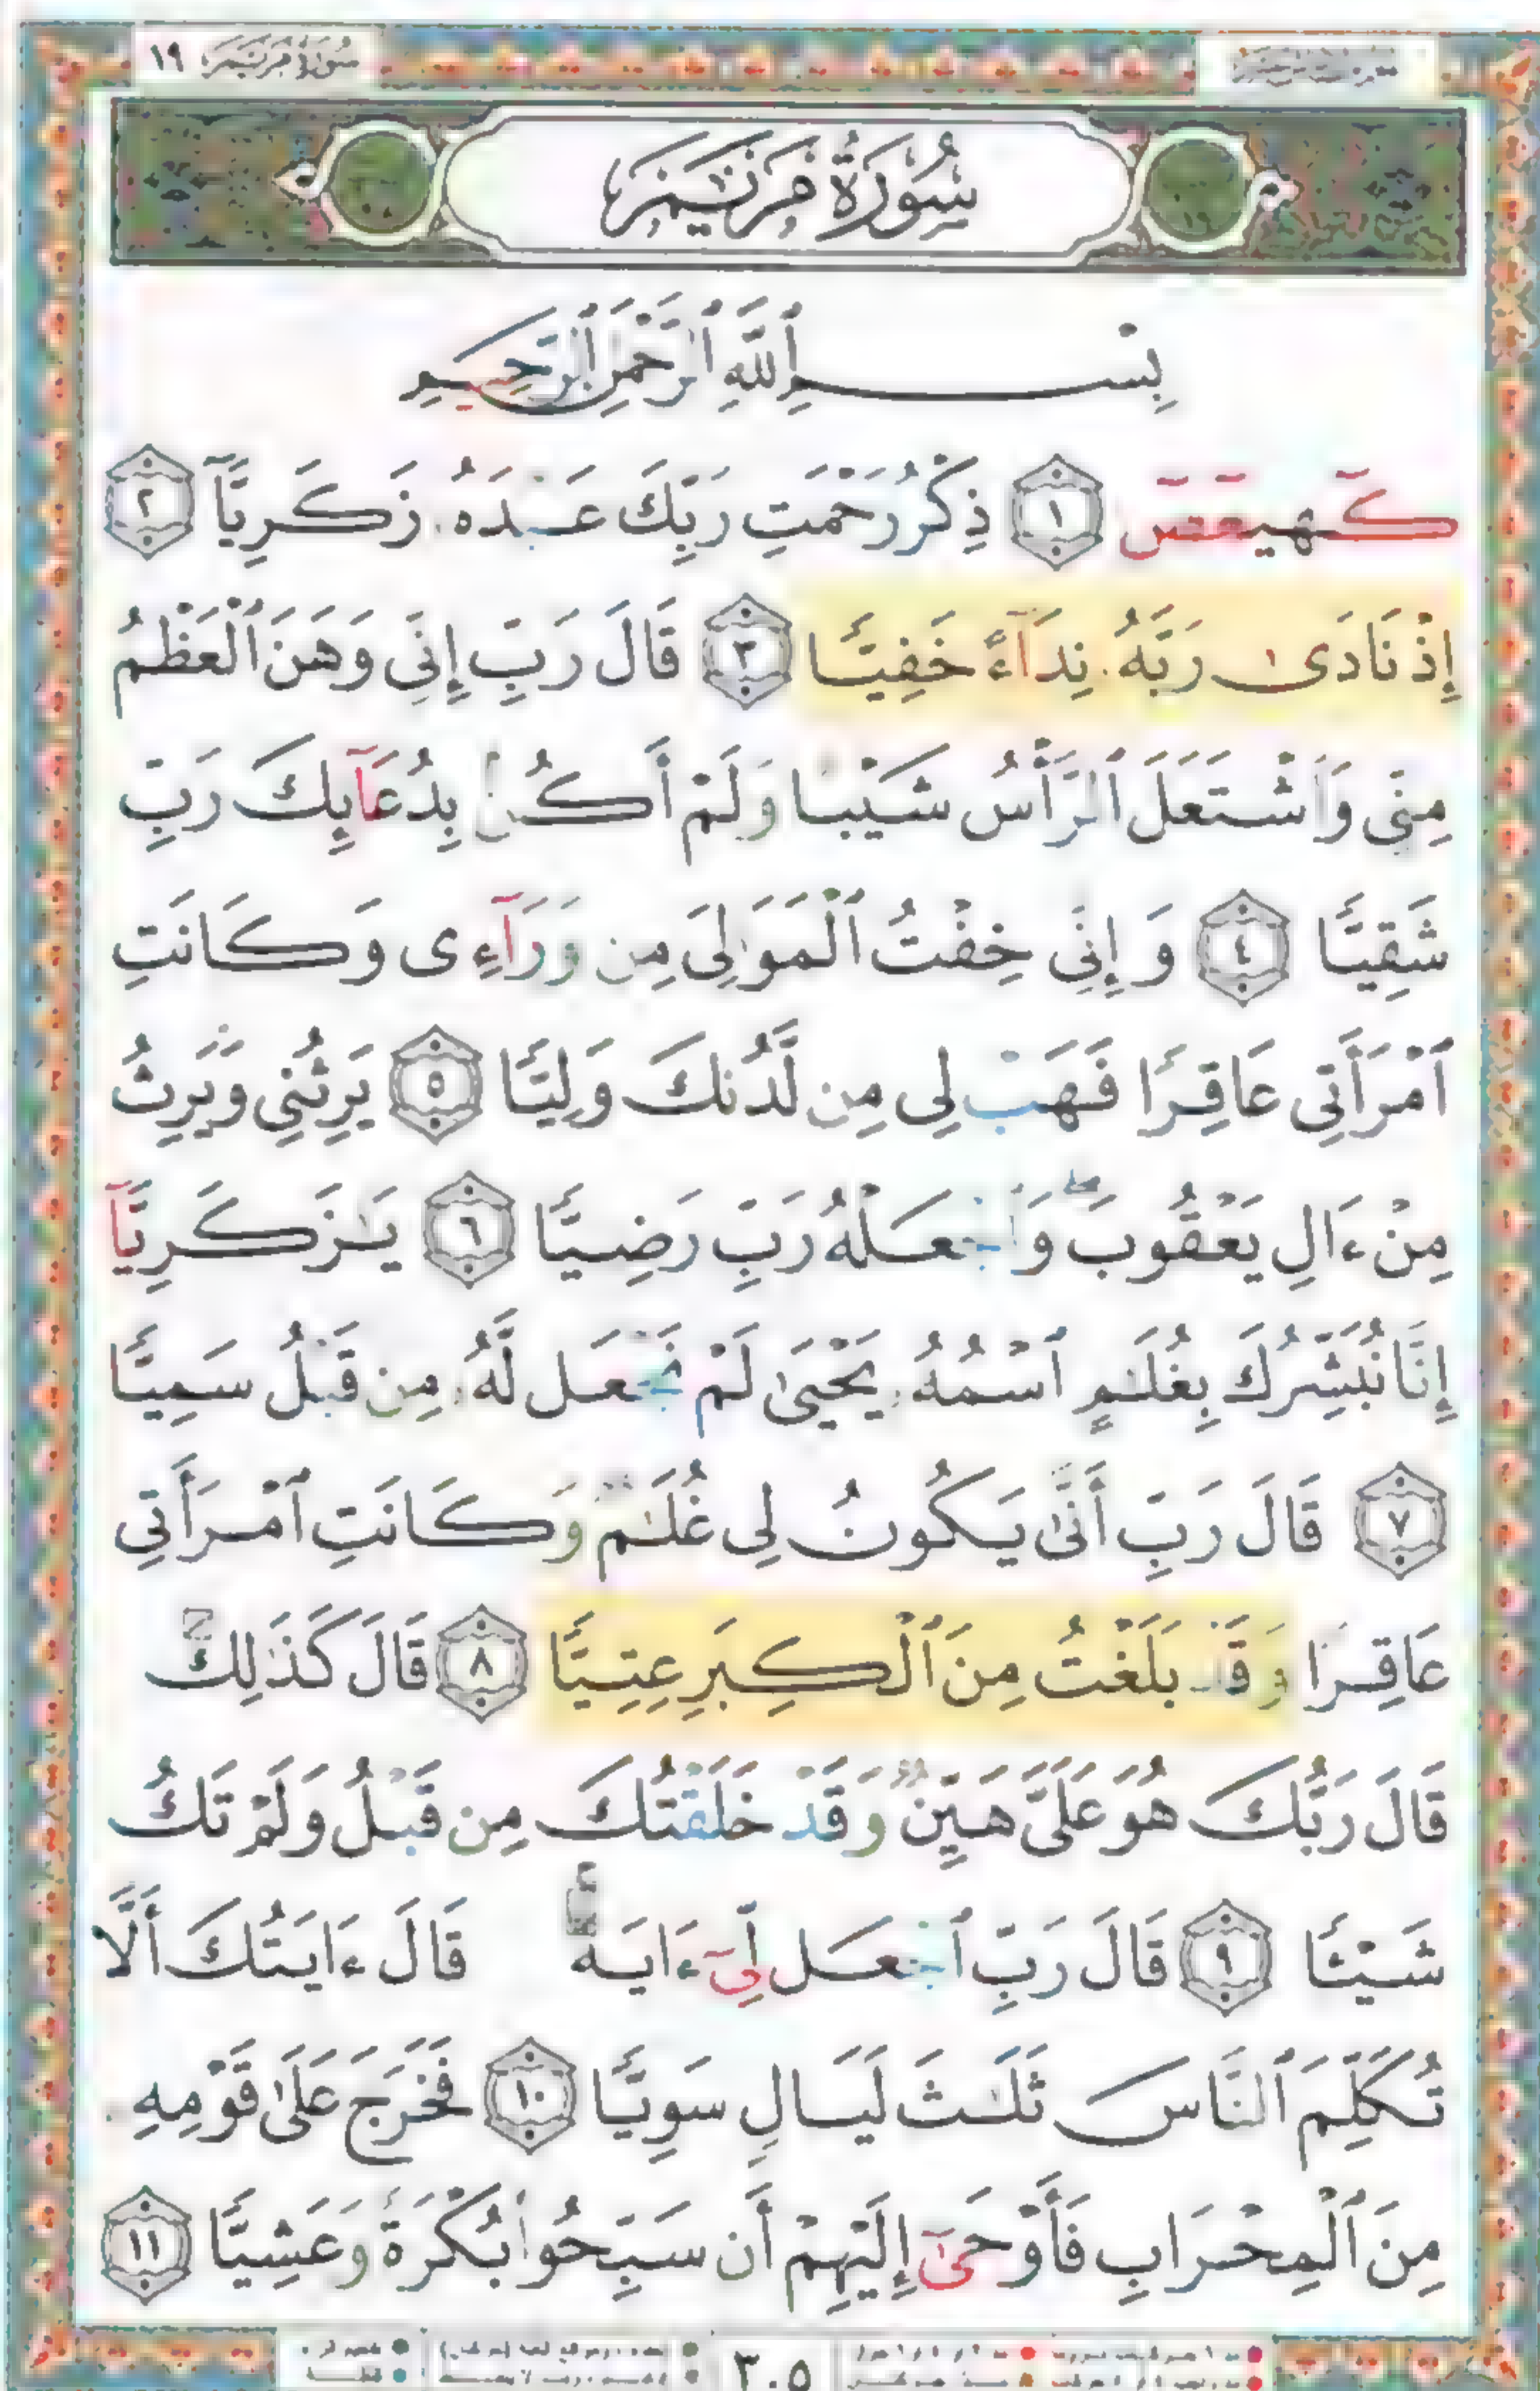 سُورَةُ مَرْيَمَ ١٩
سُورَةُ مَرْيَمَ
بِسْمِ ٱللَّهِ ٱلرَّحْمَٰنِ ٱلرَّحِيمِ
كٓهيعٓصٓ ١ ذِكْرُ رَحْمَتِ رَبِّكَ عَبْدَهُۥ زَكَرِيَّآ ٢
إِذْ نَادَىٰ رَبَّهُۥ نِدَآءً خَفِيًّا ٣ قَالَ رَبِّ إِنِّى وَهَنَ ٱلْعَظْمُ
مِنِّى وَٱشْتَعَلَ ٱلرَّأْسُ شَيْبًا وَلَمْ أَكُنۢ بِدُعَآئِكَ رَبِّ
شَقِيًّا ٤ وَإِنِّى خِفْتُ ٱلْمَوَٰلِىَ مِن وَرَآءِى وَكَانَتِ
ٱمْرَأَتِى عَاقِرًا فَهَبْ لِى مِن لَّدُنكَ وَلِيًّا ٥ يَرِثُنِى وَيَرِثُ
مِنْ ءَالِ يَعْقُوبَ ۖ وَٱجْعَلْهُ رَبِّ رَضِيًّا ٦ يَٰزَكَرِيَّآ
إِنَّا نُبَشِّرُكَ بِغُلَٰمٍ ٱسْمُهُۥ يَحْيَىٰ لَمْ نَجْعَل لَّهُۥ مِن قَبْلُ سَمِيًّا
٧ قَالَ رَبِّ أَنَّىٰ يَكُونُ لِى غُلَٰمٌ وَكَانَتِ ٱمْرَأَتِى
عَاقِرًا وَقَدْ بَلَغْتُ مِنَ ٱلْكِبَرِ عِتِيًّا ٨ قَالَ كَذَٰلِكَ
قَالَ رَبُّكَ هُوَ عَلَىَّ هَيِّنٌ وَقَدْ خَلَقْتُكَ مِن قَبْلُ وَلَمْ تَكُ
شَيْـًٔا ٩ قَالَ رَبِّ ٱجْعَل لِّىٓ ءَايَةً ۚ قَالَ ءَايَتُكَ أَلَّا
تُكَلِّمَ ٱلنَّاسَ ثَلَٰثَ لَيَالٍ سَوِيًّا ١٠ فَخَرَجَ عَلَىٰ قَوْمِهِۦ
مِنَ ٱلْمِحْرَابِ فَأَوْحَىٰٓ إِلَيْهِمْ أَن سَبِّحُوا۟ بُكْرَةً وَعَشِيًّا ١١
٣٠٥